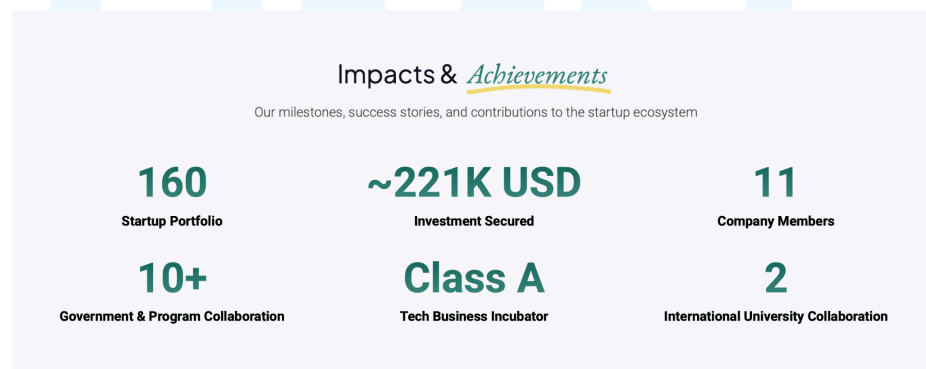 Impacts & Achievements
Our milestones, success stories, and contributions to the startup ecosystem
160
Startup Portfolio
~221K USD
Investment Secured
11
Company Members
10+
Government & Program Collaboration
Class A
Tech Business Incubator
2
International University Collaboration